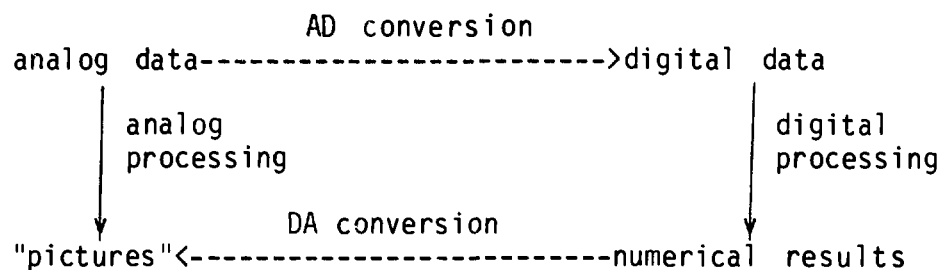 AD conversion
analog data-------------------------->digital data
analog processing digital processing
DA conversion
"pictures"<--------------------------numerical results